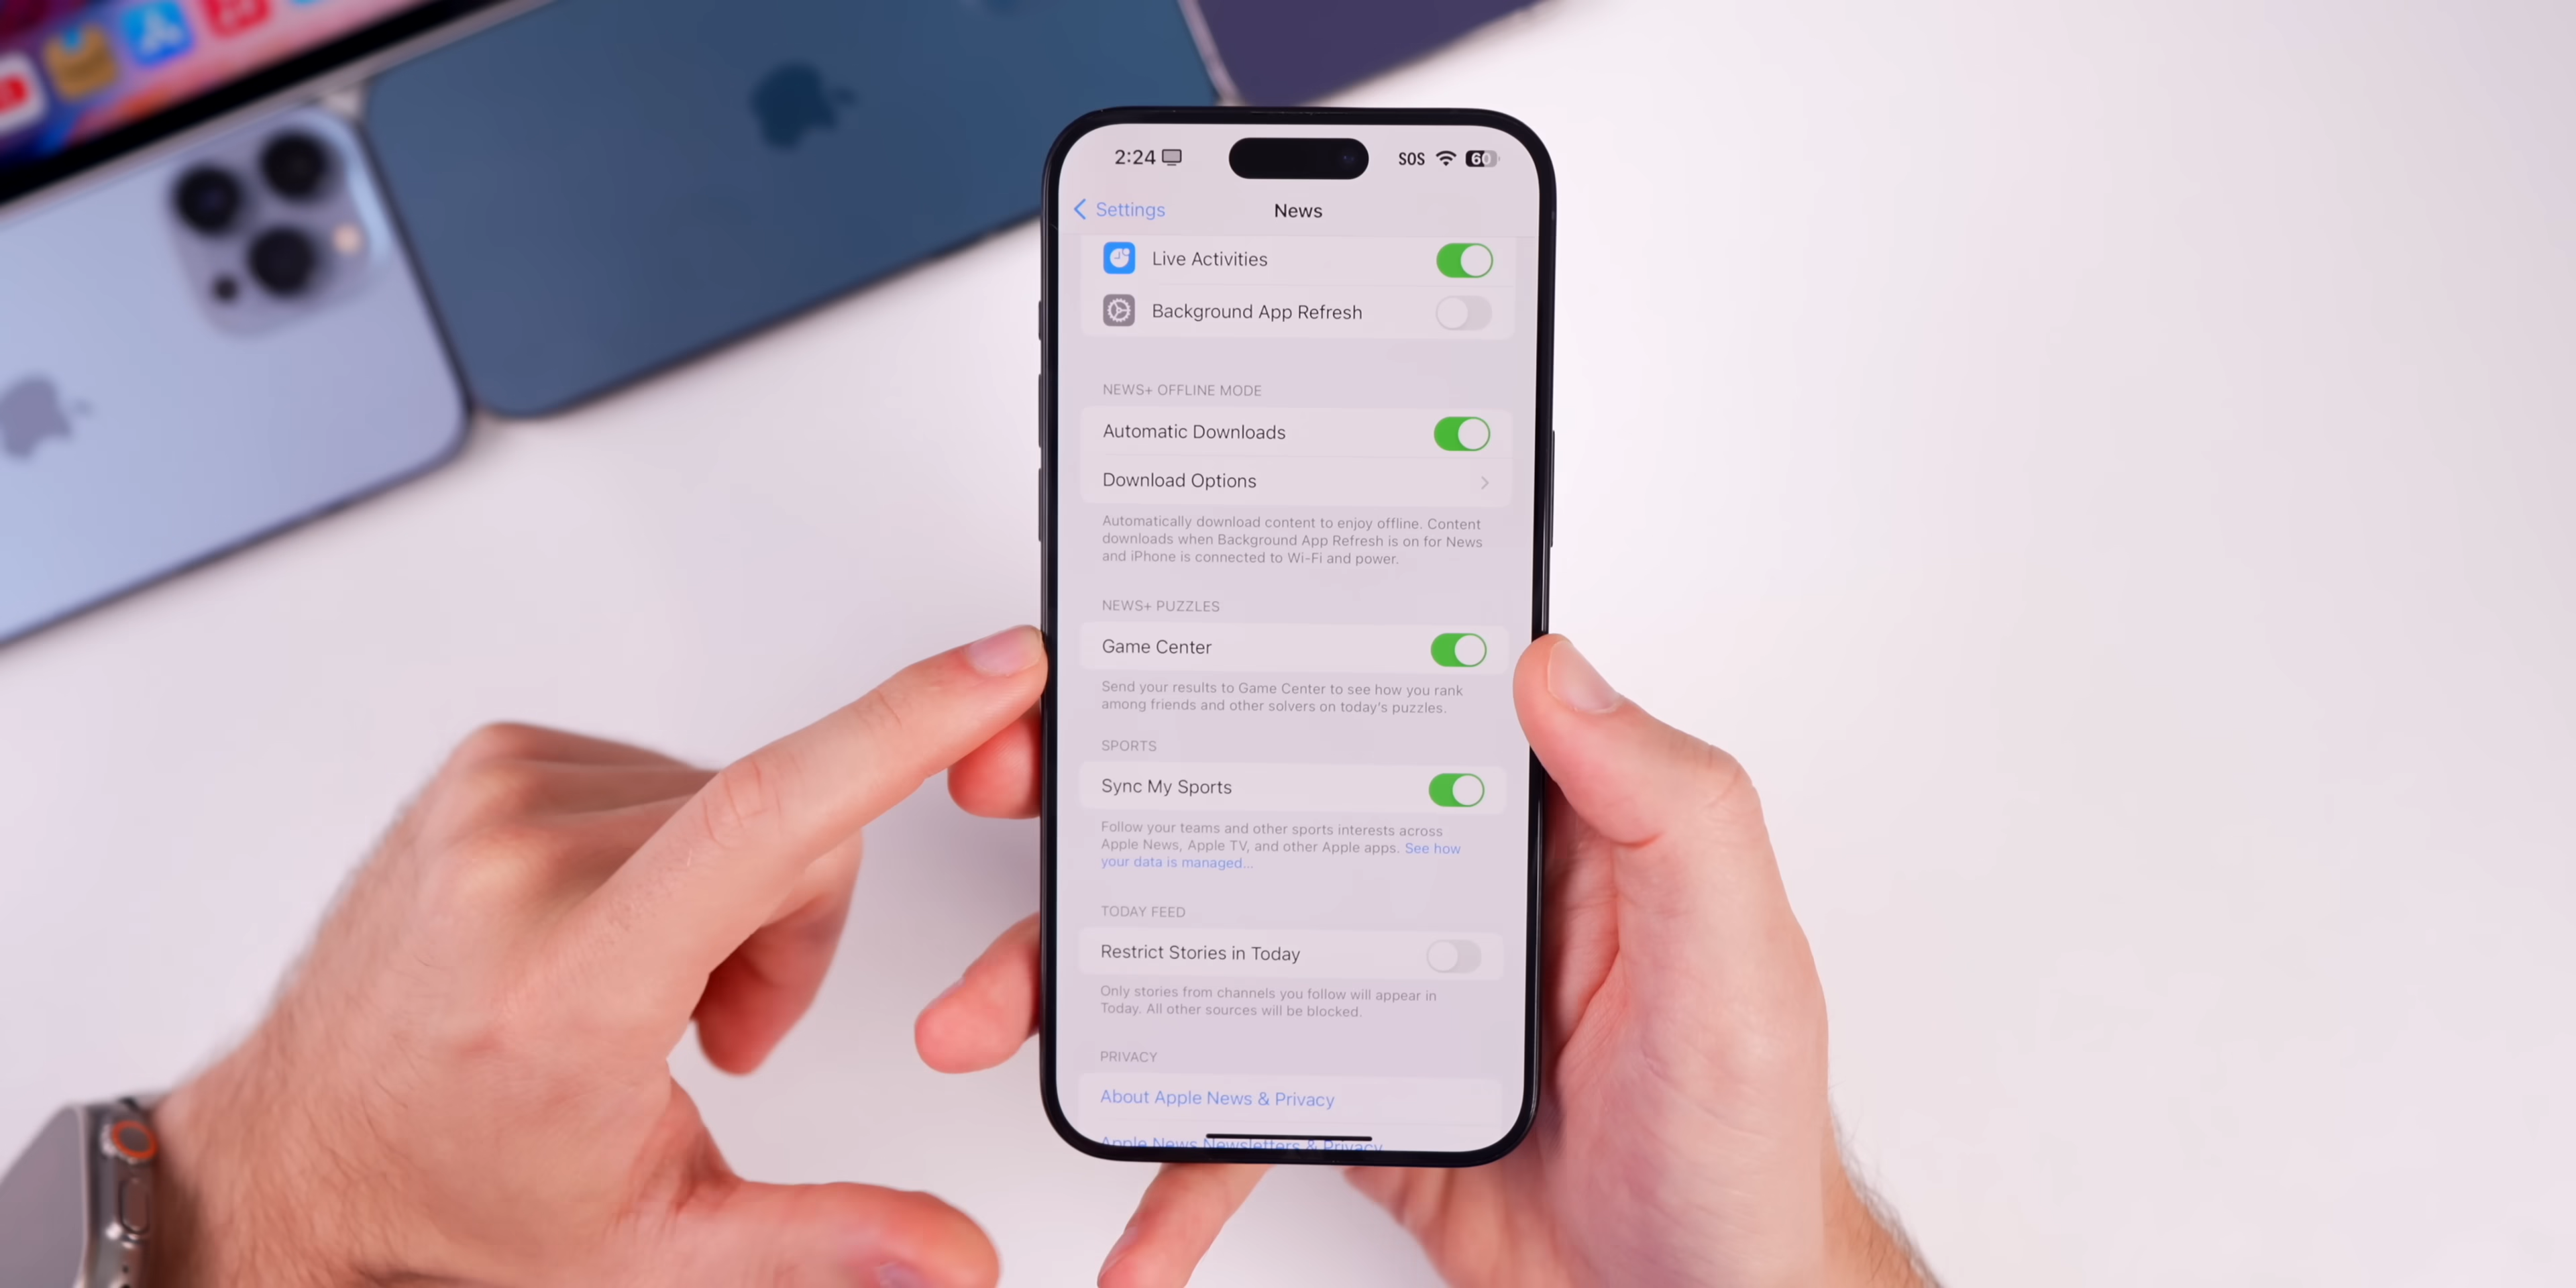 2:24
SOS
60
Settings
News
Live Activities
Background App Refresh
NEWS+ OFFLINE MODE
Automatic Downloads
Download Options
Automatically download content to enjoy offline. Content
downloads when Background App Refresh is on for News
and iPhone is connected to Wi-Fi and power.
NEWS+ PUZZLES
Game Center
Send your results to Game Center to see how you rank
among friends and other solvers on today's puzzles.
SPORTS
Sync My Sports
Follow your teams and other sports interests across
Apple News, Apple TV, and other Apple apps. See how
your data is managed...
TODAY FEED
Restrict Stories in Today
Only stories from channels you follow will appear in
Today. All other sources will be blocked.
PRIVACY
About Apple News & Privacy
Apple News Newsletters & Privacy